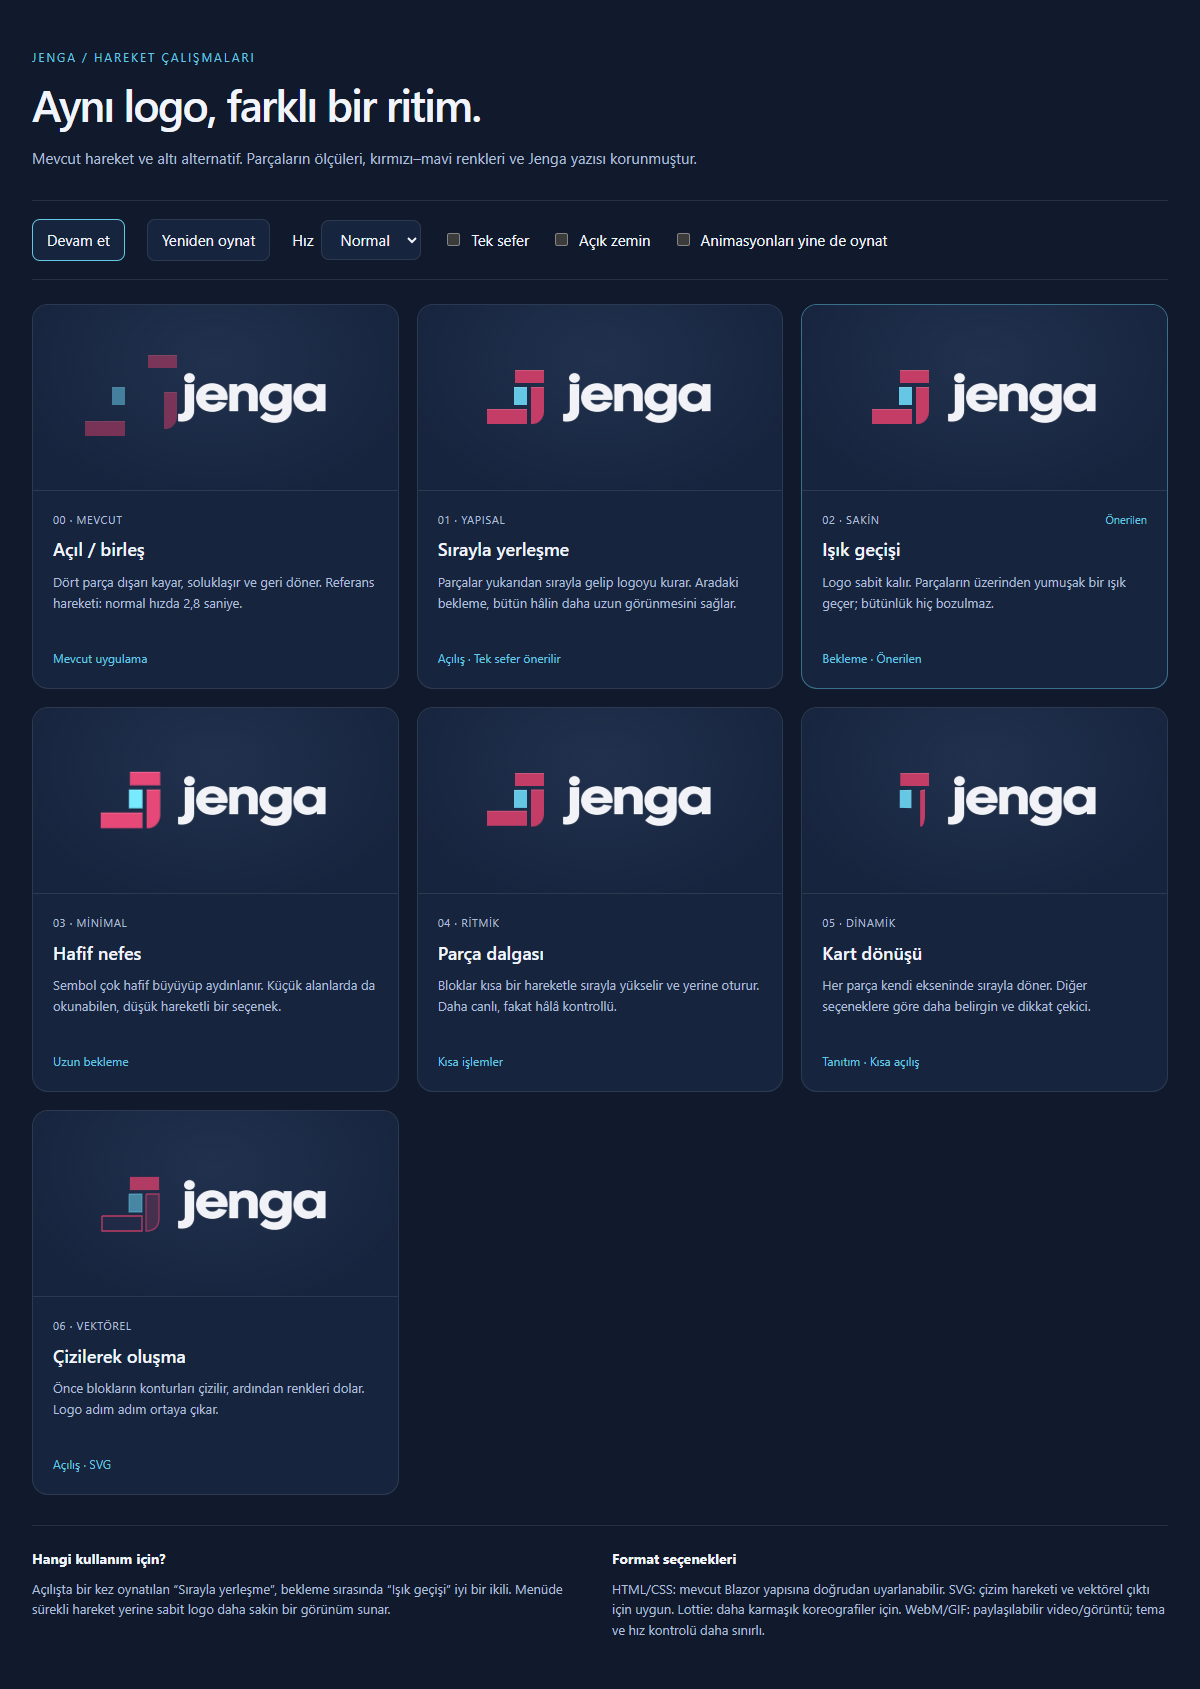 JENGA / HAREKET ÇALIŞMALARI
Aynı logo, farklı bir ritim.
Mevcut hareket ve altı alternatif. Parçaların ölçüleri, kırmızı–mavi renkleri ve Jenga yazısı korunmuştur.
Devam et
Yeniden oynat
Hız
Normal
Tek sefer
Açık zemin
Animasyonları yine de oynat
jenga
00 · MEVCUT
Açıl / birleş
Dört parça dışarı kayar, soluklaşır ve geri döner. Referans
hareketi: normal hızda 2,8 saniye.
Mevcut uygulama
jenga
01 · YAPISAL
Sırayla yerleşme
Parçalar yukarıdan sırayla gelip logoyu kurar. Aradaki
bekleme, bütün hâlin daha uzun görünmesini sağlar.
Açılış · Tek sefer önerilir
jenga
02 · SAKİN
Önerilen
Işık geçişi
Logo sabit kalır. Parçaların üzerinden yumuşak bir ışık
geçer; bütünlük hiç bozulmaz.
Bekleme · Önerilen
jenga
03 · MİNİMAL
Hafif nefes
Sembol çok hafif büyüyüp aydınlanır. Küçük alanlarda da
okunabilen, düşük hareketli bir seçenek.
Uzun bekleme
jenga
04 · RİTMİK
Parça dalgası
Bloklar kısa bir hareketle sırayla yükselir ve yerine oturur.
Daha canlı, fakat hâlâ kontrollü.
Kısa işlemler
jenga
05 · DİNAMİK
Kart dönüşü
Her parça kendi ekseninde sırayla döner. Diğer
seçeneklere göre daha belirgin ve dikkat çekici.
Tanıtım · Kısa açılış
jenga
06 · VEKTÖREL
Çizilerek oluşma
Önce blokların konturları çizilir, ardından renkleri dolar.
Logo adım adım ortaya çıkar.
Açılış · SVG
Hangi kullanım için?
Açılışta bir kez oynatılan “Sırayla yerleşme”, bekleme sırasında “Işık geçişi” iyi bir ikili. Menüde
sürekli hareket yerine sabit logo daha sakin bir görünüm sunar.
Format seçenekleri
HTML/CSS: mevcut Blazor yapısına doğrudan uyarlanabilir. SVG: çizim hareketi ve vektörel çıktı
için uygun. Lottie: daha karmaşık koreografiler için. WebM/GIF: paylaşılabilir video/görüntü; tema
ve hız kontrolü daha sınırlı.